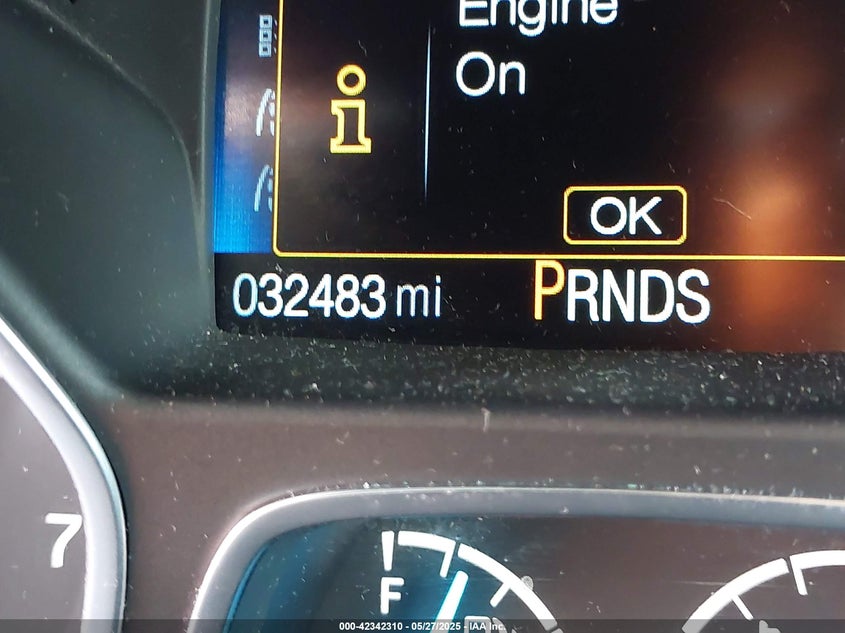 Engine
On
OK
032483 mi
PRNDS
7
F
000-42342310 - 05/27/2025 - IAA Inc.